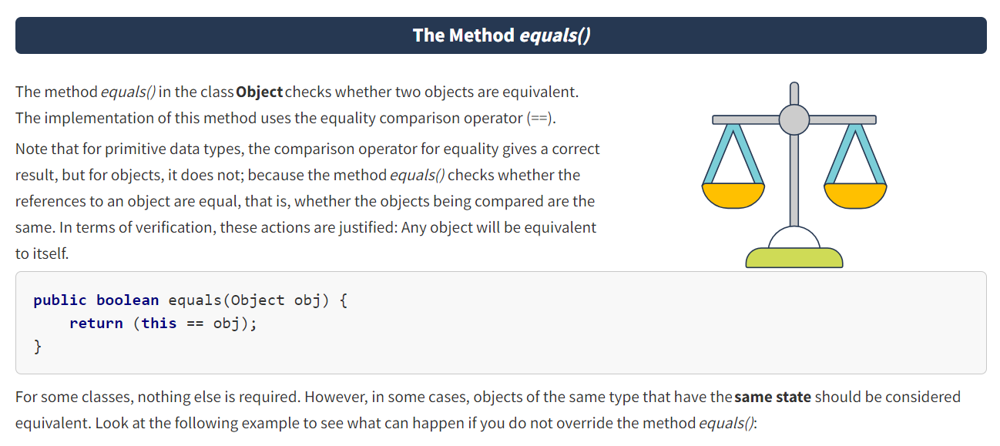 The Method equals()
The method equals() in the class Object checks whether two objects are equivalent.
The implementation of this method uses the equality comparison operator (==).
Note that for primitive data types, the comparison operator for equality gives a correct
result, but for objects, it does not; because the method equals() checks whether the
references to an object are equal, that is, whether the objects being compared are the
same. In terms of verification, these actions are justified: Any object will be equivalent
to itself.
public boolean equals(Object obj) {
    return (this == obj);
}
For some classes, nothing else is required. However, in some cases, objects of the same type that have the same state should be considered
equivalent. Look at the following example to see what can happen if you do not override the method equals():